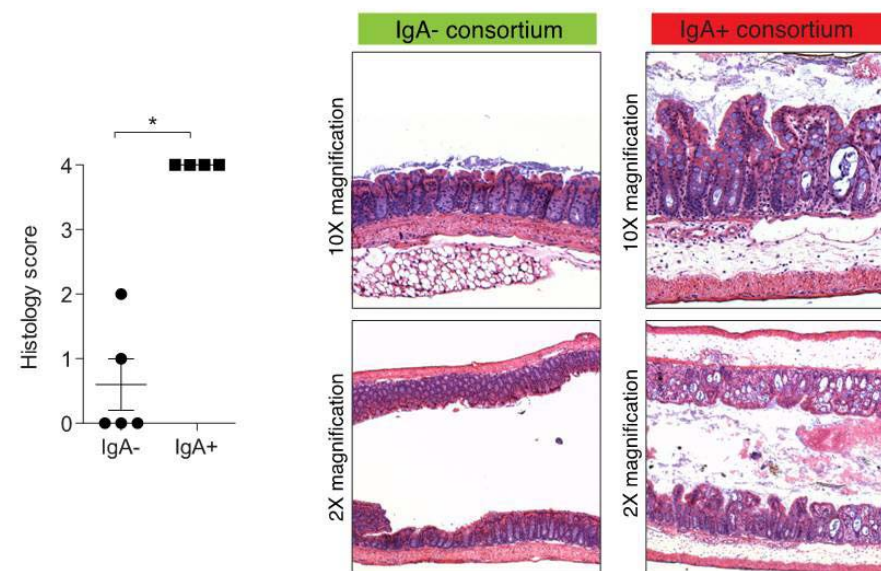 IgA- consortium
IgA+ consortium
*
4
3
2
1
0
Histology score
IgA-
IgA+
10X magnification
10X magnification
2X magnification
2X magnification